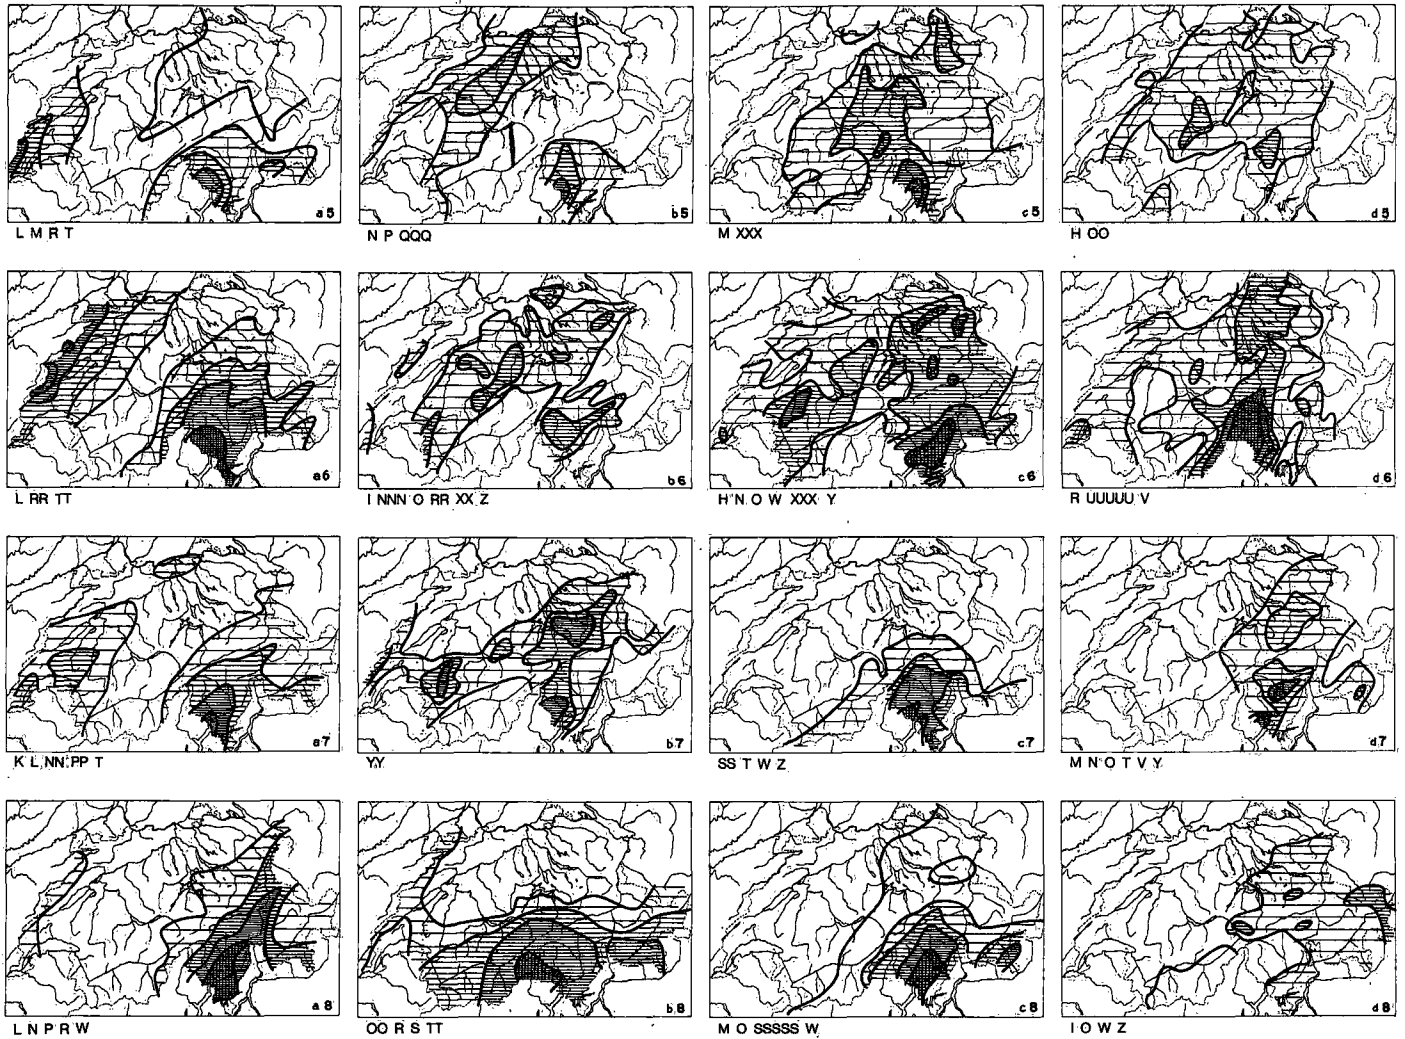 a5 b5 c5 d5
L M R T N P QQQ M XXX H OO
a6 b6 c6 d6
L RR TT I NNN O RR XX Z H N O W XXX Y R UUUUU V
a7 b7 c7 d7
K L NN PP T YY SS T W Z M N O T V Y
a8 b8 c8 d8
L N P R W OO R S TT M O SSSSS W I O W Z